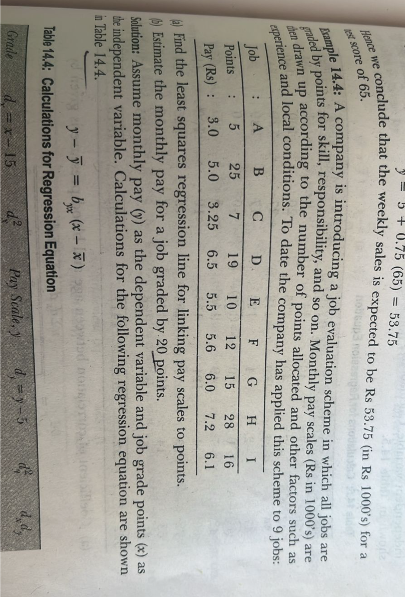 y = 5 + 0.75 (65) = 53.75
Hence we conclude that the weekly sales is expected to be Rs 53.75 (in Rs 1000's) for a
test score of 65.
Example 14.4: A company is introducing a job evaluation scheme in which all jobs are
graded by points for skill, responsibility, and so on. Monthly pay scales (Rs in 1000's) are
then drawn up according to the number of points allocated and other factors such as
experience and local conditions. To date the company has applied this scheme to 9 jobs:
Job : A B C D E F G H I
Points : 5 25 7 19 10 12 15 28 16
Pay (Rs) : 3.0 5.0 3.25 6.5 5.5 5.6 6.0 7.2 6.1
(a) Find the least squares regression line for linking pay scales to points.
(b) Estimate the monthly pay for a job graded by 20 points.
Solution: Assume monthly pay (y) as the dependent variable and job grade points (x) as
the independent variable. Calculations for the following regression equation are shown
in Table 14.4.
y − ȳ = b_yx (x − x̄)
Table 14.4: Calculations for Regression Equation
Grade d_x = x − 15 d_x² Pay Scale, y d_y = y − 5 d_y² d_x d_y